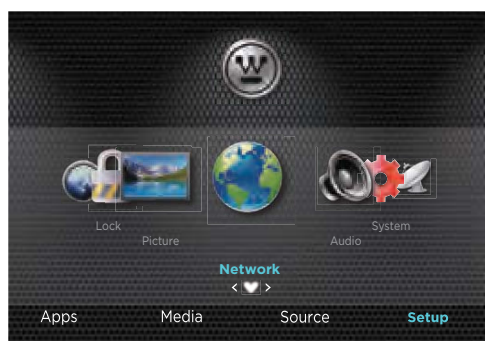 Lock
System
Picture
Audio
Network
< >
Apps Media Source Setup